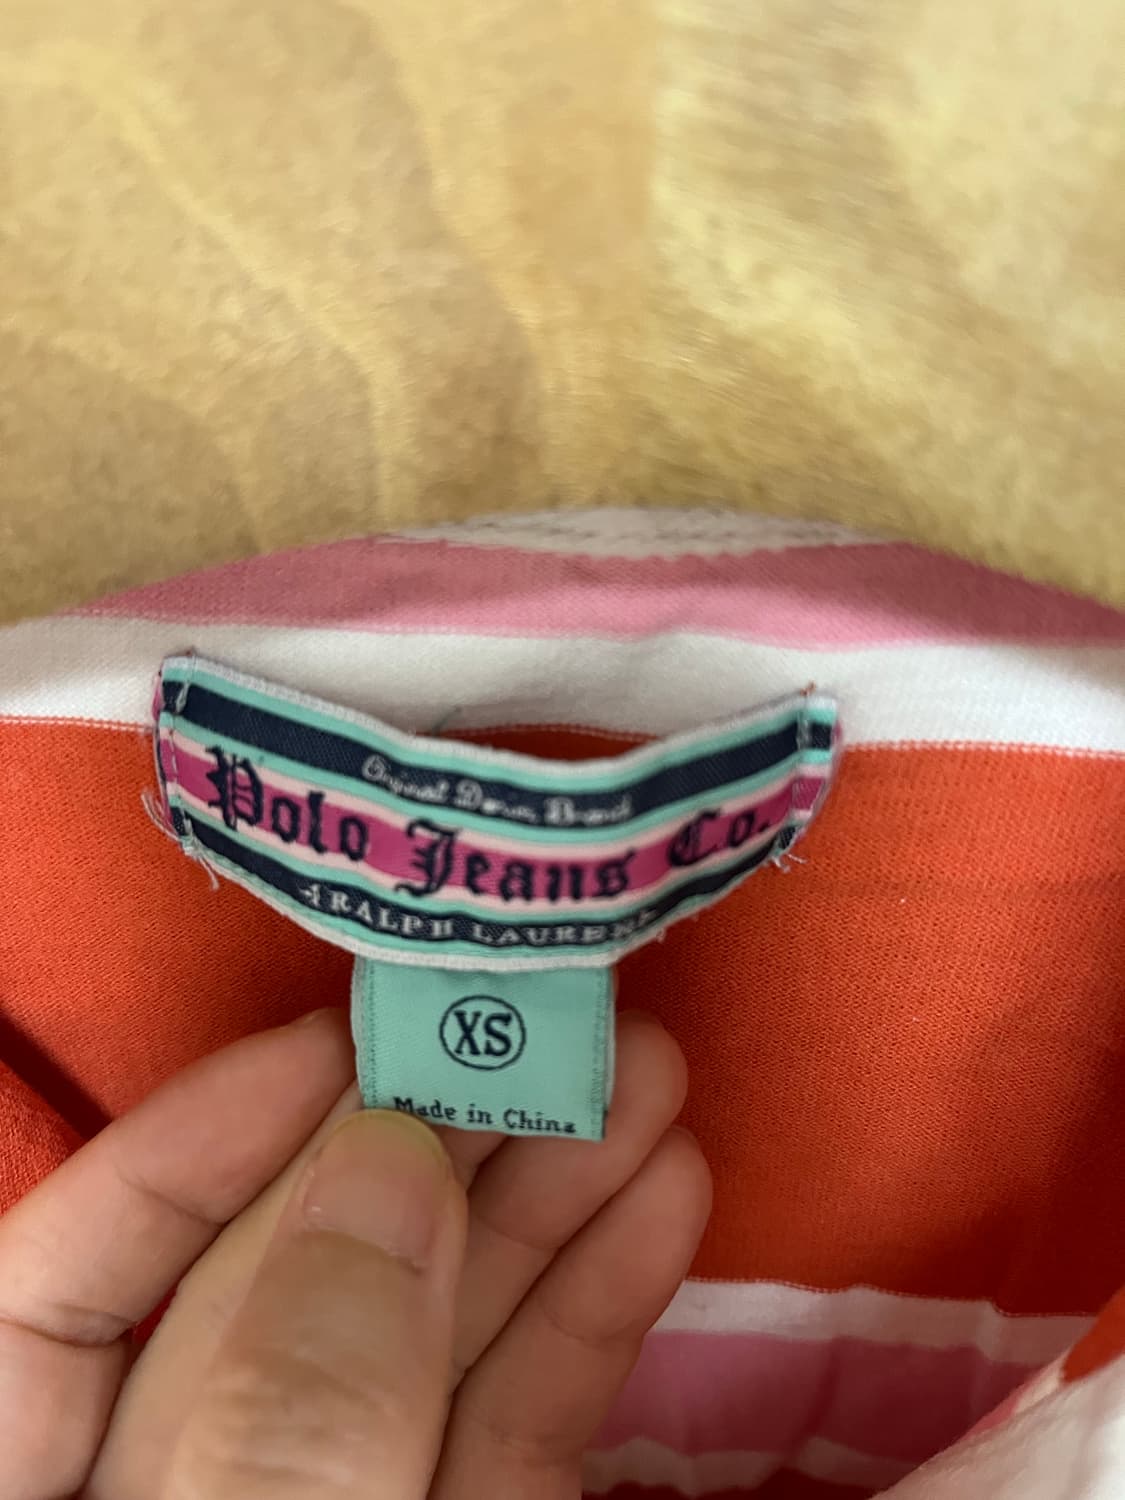 Original Denim Brand
Polo Jeans Co.
RALPH LAUREN
XS
Made in China